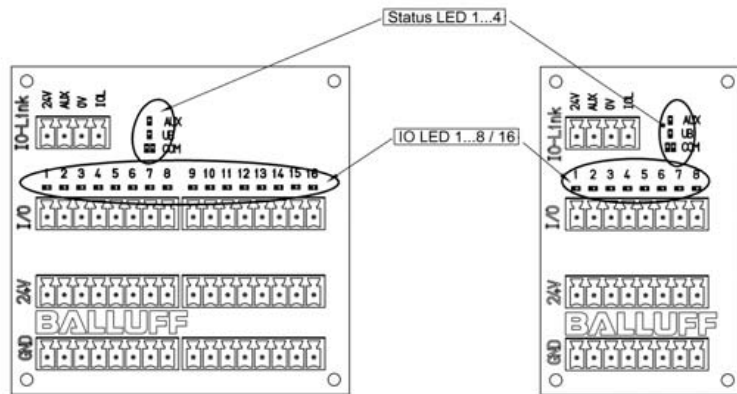 Status LED 1...4
IO LED 1...8 / 16
IO-Link
24V AUX 0V IOL
AUX
UB
COM
1 2 3 4 5 6 7 8 9 10 11 12 13 14 15 16
I/O
24V
BALLUFF
GND
IO-Link
24V AUX 0V IOL
AUX
UB
COM
1 2 3 4 5 6 7 8
I/O
24V
BALLUFF
GND